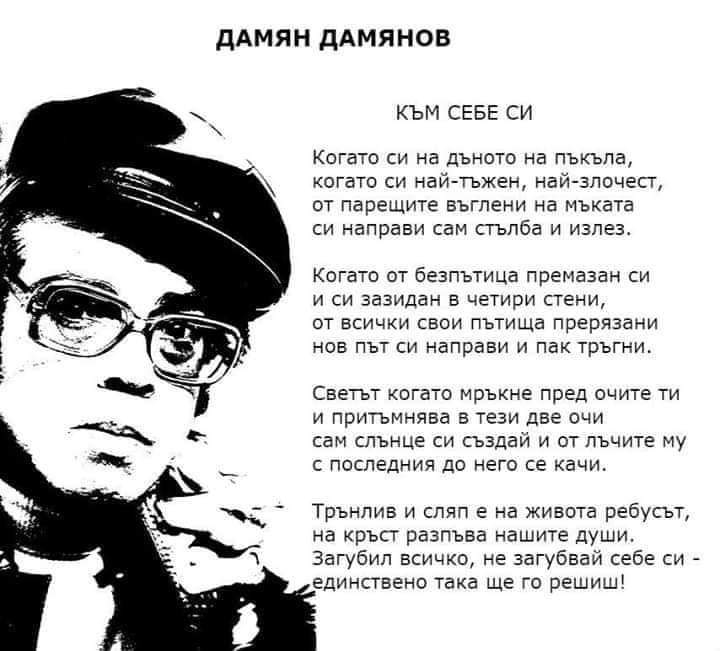 ДАМЯН ДАМЯНОВ
КЪМ СЕБЕ СИ
Когато си на дъното на пъкъла,
когато си най-тъжен, най-злочест,
от парещите въглени на мъката
си направи сам стълба и излез.
Когато от безпътица премазан си
и си зазидан в четири стени,
от всички свои пътища прерязани
нов път си направи и пак тръгни.
Светът когато мръкне пред очите ти
и притъмнява в тези две очи
сам слънце си създай и от лъчите му
с последния до него се качи.
Трънлив и сляп е на живота ребусът,
на кръст разпъва нашите души.
Загубил всичко, не загубвай себе си -
единствено така ще го решиш!